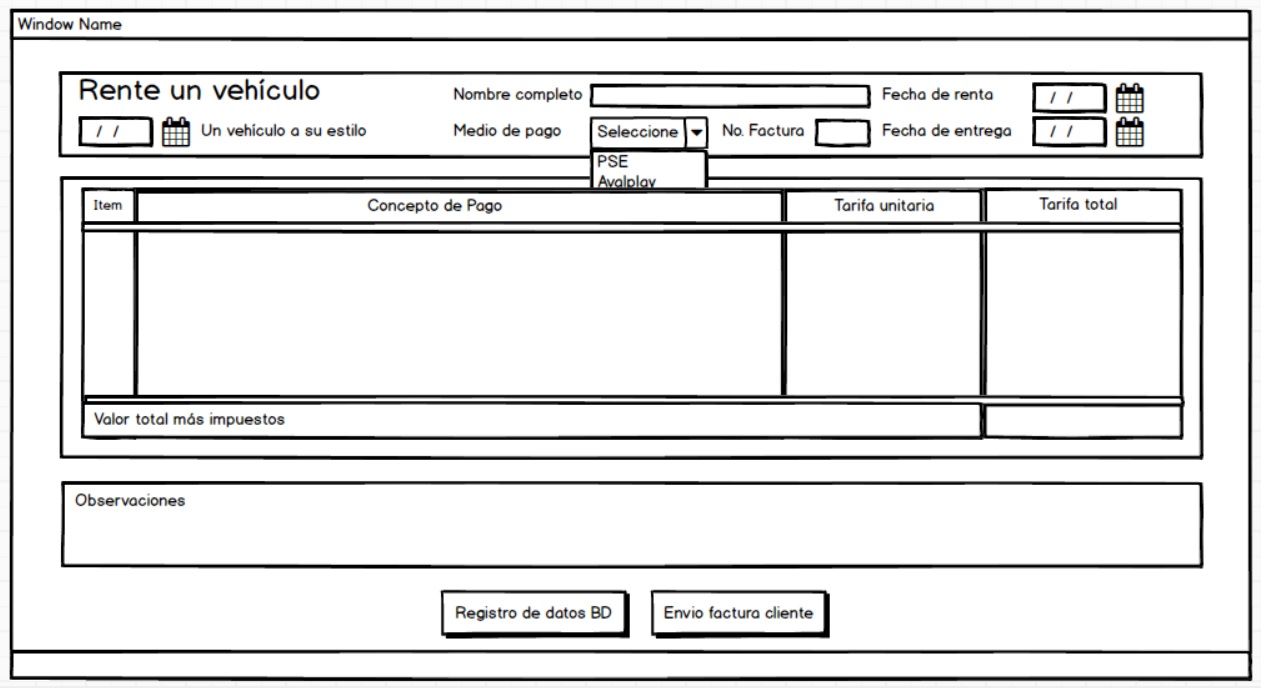 Window Name
Rente un vehículo
Nombre completo
Fecha de renta
/ /
/ /
Un vehículo a su estilo
Medio de pago
Seleccione
No. Factura
Fecha de entrega
/ /
PSE
Avalplay
Item
Concepto de Pago
Tarifa unitaria
Tarifa total
Valor total más impuestos
Observaciones
Registro de datos BD
Envio factura cliente